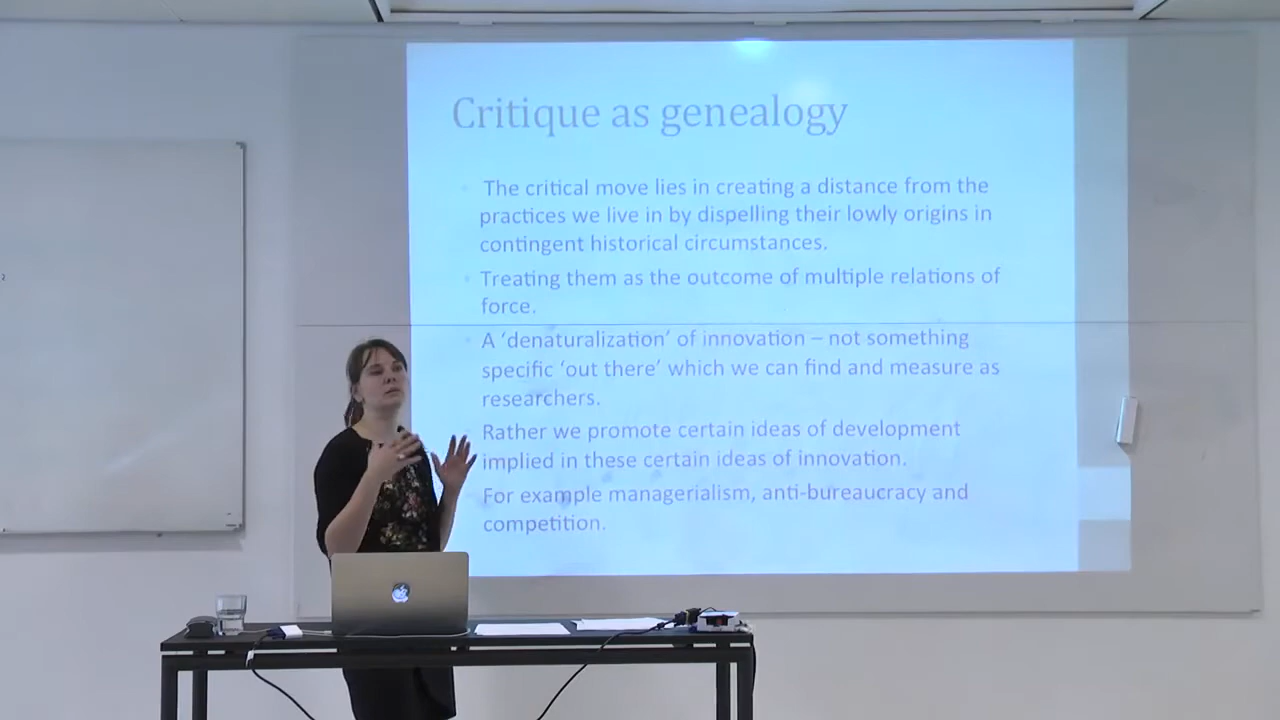 Critique as genealogy
• The critical move lies in creating a distance from the
practices we live in by dispelling their lowly origins in
contingent historical circumstances.
• Treating them as the outcome of multiple relations of
force.
• A ‘denaturalization’ of innovation – not something
specific ‘out there’ which we can find and measure as
researchers.
Rather we promote certain ideas of development
implied in these certain ideas of innovation.
For example managerialism, anti-bureaucracy and
competition.
2